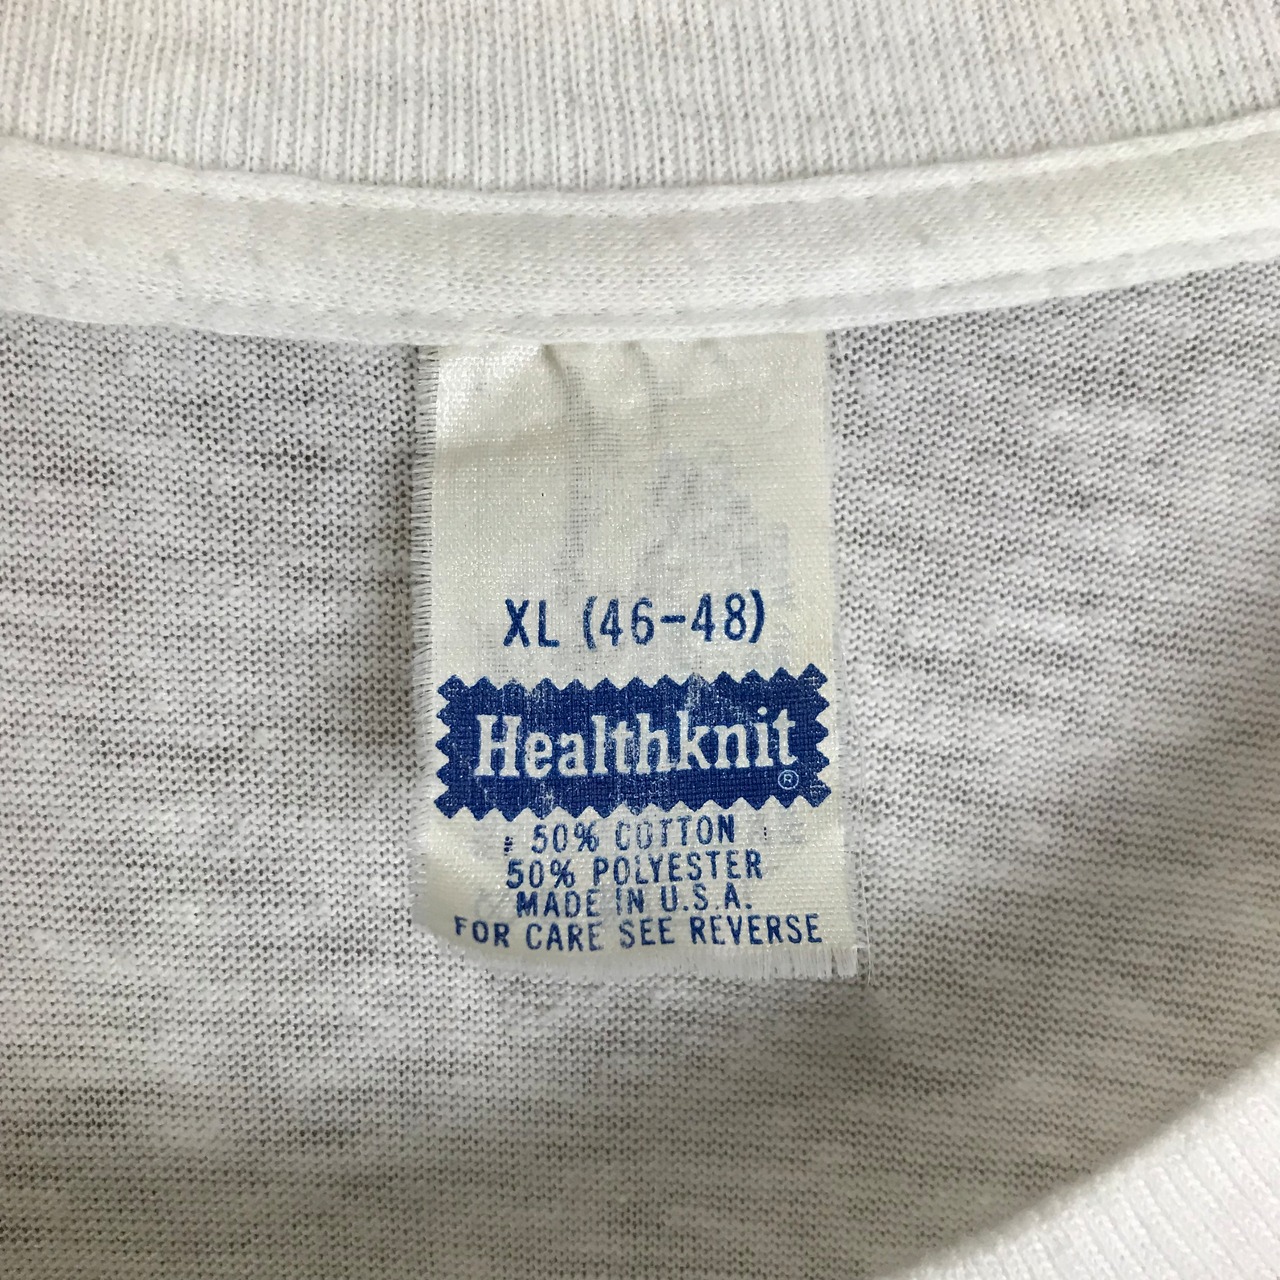 XL (46-48)
Healthknit
®
50% COTTON
50% POLYESTER
MADE IN U.S.A.
FOR CARE SEE REVERSE